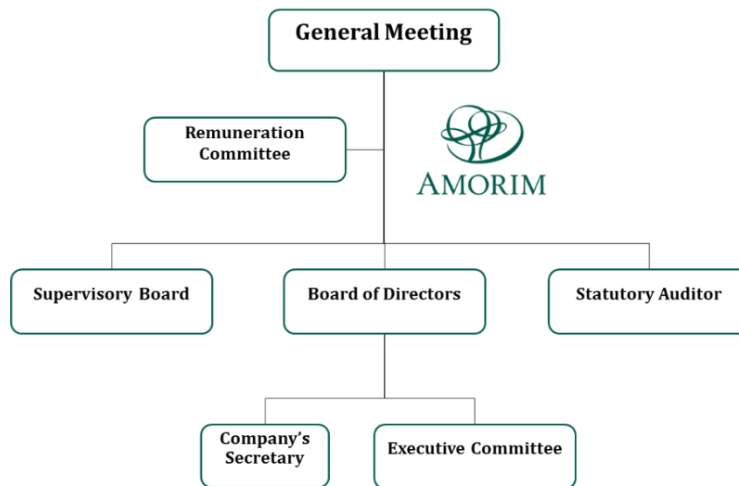 General Meeting
Remuneration
Committee
AMORIM
Supervisory Board
Board of Directors
Statutory Auditor
Company's
Secretary
Executive Committee